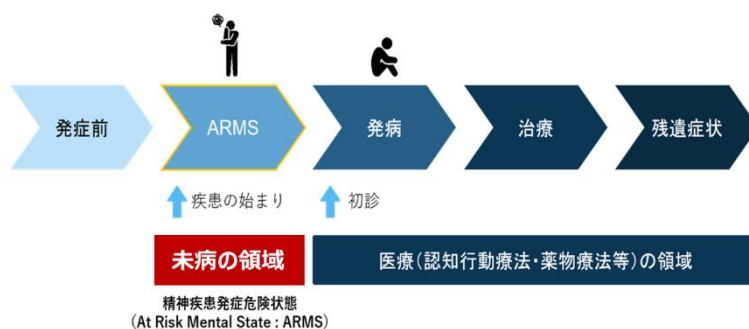 発症前
ARMS
発病
治療
残遺症状
疾患の始まり
初診
未病の領域
医療(認知行動療法・薬物療法等)の領域
精神疾患発症危険状態
(At Risk Mental State : ARMS)